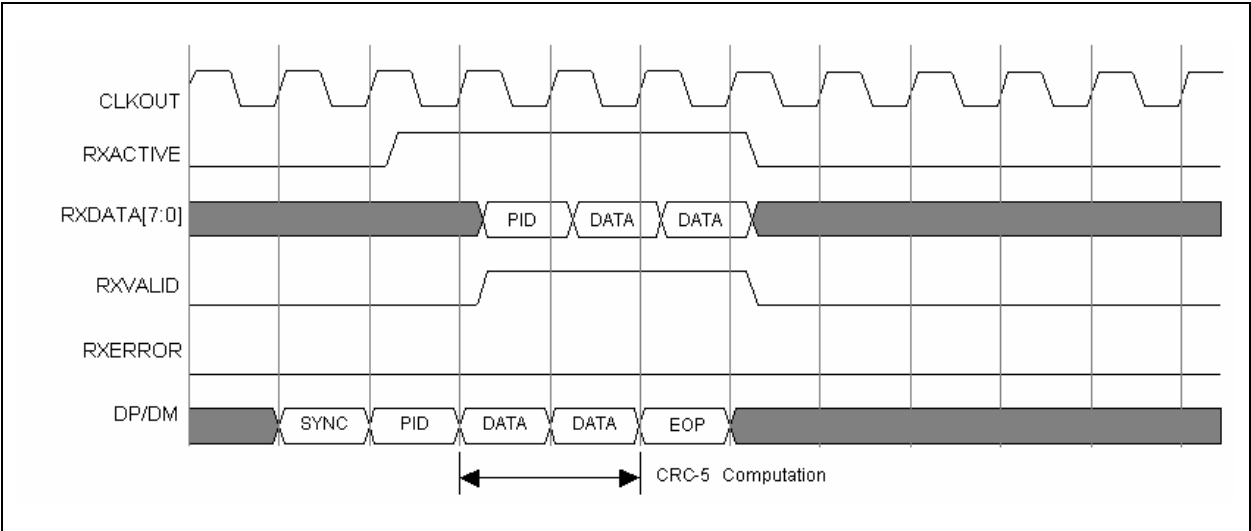 CLKOUT
RXACTIVE
RXDATA[7:0] PID DATA DATA
RXVALID
RXERROR
DP/DM SYNC PID DATA DATA EOP
CRC-5 Computation